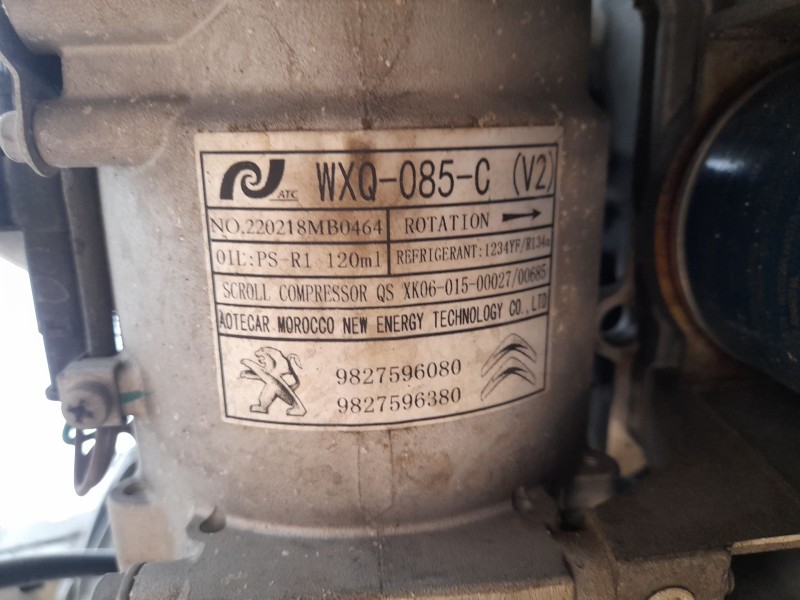 ATC WXQ-085-C (V2)
NO.220218MB0464 ROTATION
OIL:PS-R1 120ml REFRIGERANT:1234YF/R134a
SCROLL COMPRESSOR QS XK06-015-00027/00685
AOTECAR MOROCCO NEW ENERGY TECHNOLOGY CO.,LTD
9827596080
9827596380